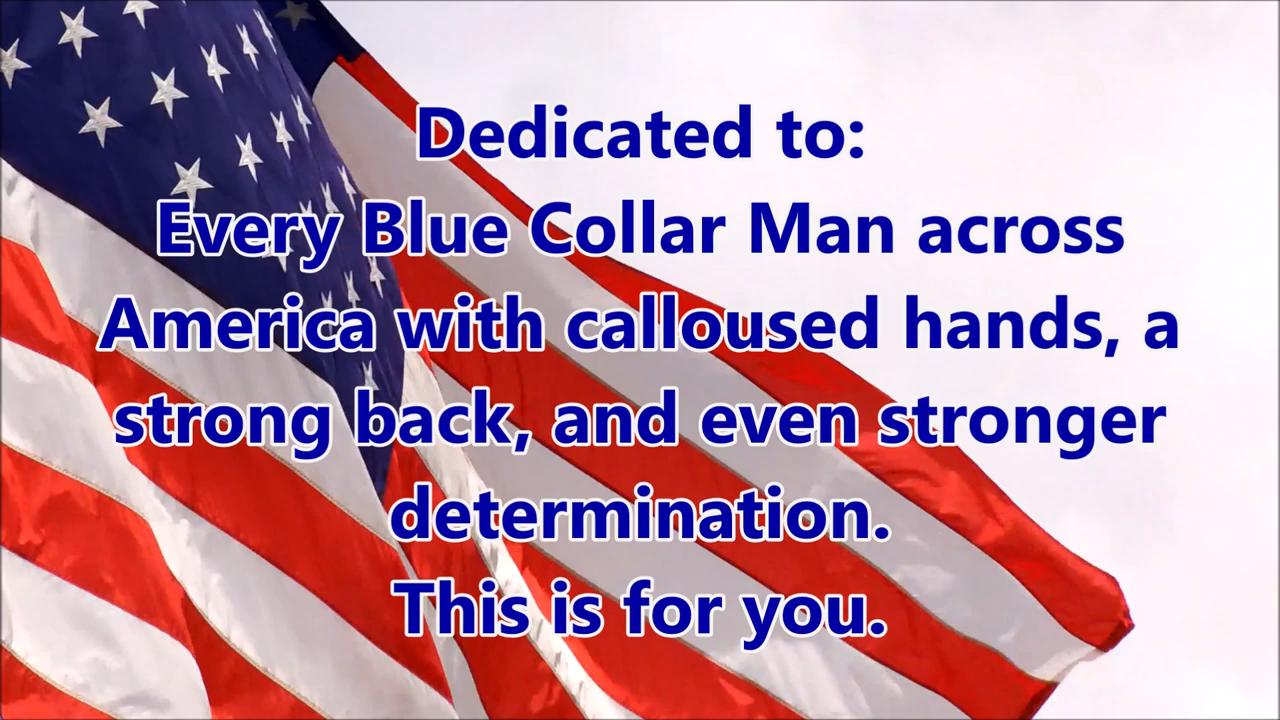 Dedicated to:
Every Blue Collar Man across
America with calloused hands, a
strong back, and even stronger
determination.
This is for you.